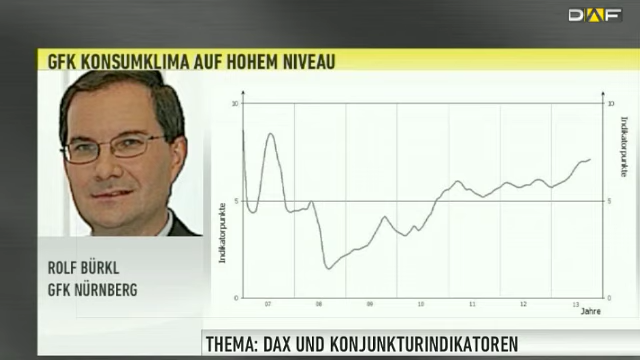 DAF
GFK KONSUMKLIMA AUF HOHEM NIVEAU
10
5
0
Indikatorpunkte
10
5
0
Indikatorpunkte
07 08 09 10 11 12 13
Jahre
ROLF BÜRKL
GFK NÜRNBERG
THEMA: DAX UND KONJUNKTURINDIKATOREN